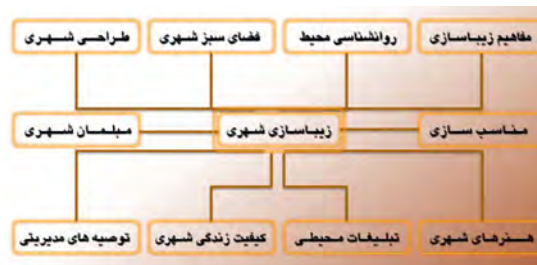 مفاهیم زیباسازی
روانشناسی محیط
فضای سبز شهری
طراحی شهری
مناسب سازی
زیباسازی شهری
مبلمان شهری
هنرهای شهری
تبلیغات محیطی
کیفیت زندگی شهری
توصیه های مدیریتی